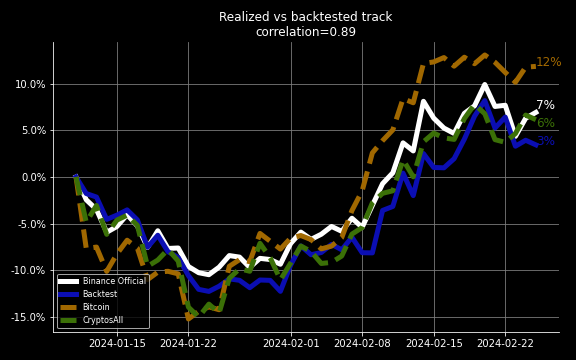 Realized vs backtested track
correlation=0.89
12%
10.0%
7%
6%
5.0%
3%
0.0%
-5.0%
-10.0%
-15.0%
Binance Official
Backtest
Bitcoin
CryptosAll
2024-01-15
2024-01-22
2024-02-01
2024-02-08
2024-02-15
2024-02-22